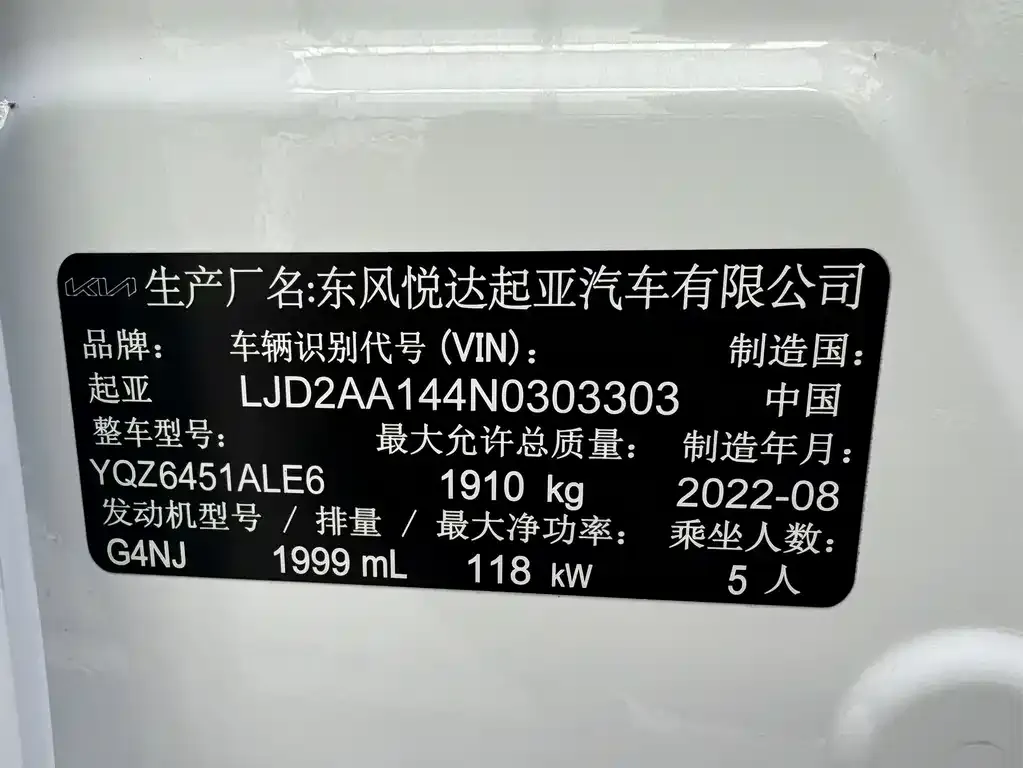 KIA 生产厂名:东风悦达起亚汽车有限公司
品牌: 车辆识别代号 (VIN): 制造国:
起亚 LJD2AA144N0303303 中国
整车型号: 最大允许总质量: 制造年月:
YQZ6451ALE6 1910 kg 2022-08
发动机型号 / 排量 / 最大净功率: 乘坐人数:
G4NJ 1999 mL 118 kW 5 人